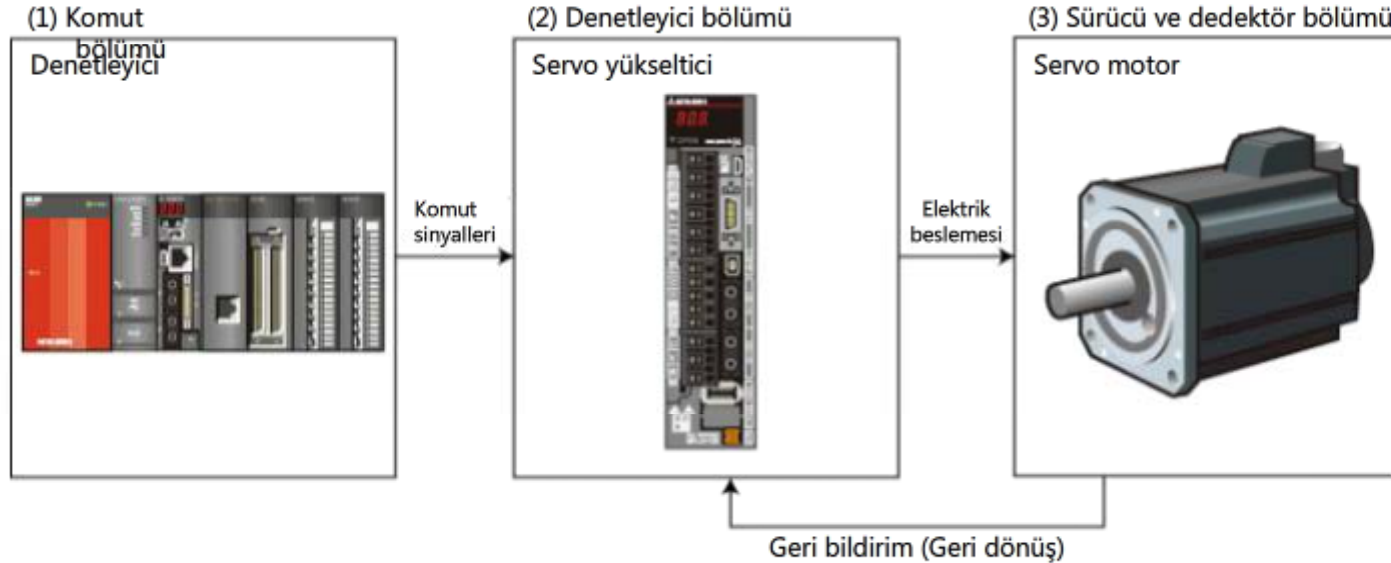 (1) Komut
bölümü
Denetleyici
(2) Denetleyici bölümü
Servo yükseltici
(3) Sürücü ve dedektör bölümü
Servo motor
Komut
sinyalleri
Elektrik
beslemesi
Geri bildirim (Geri dönüş)